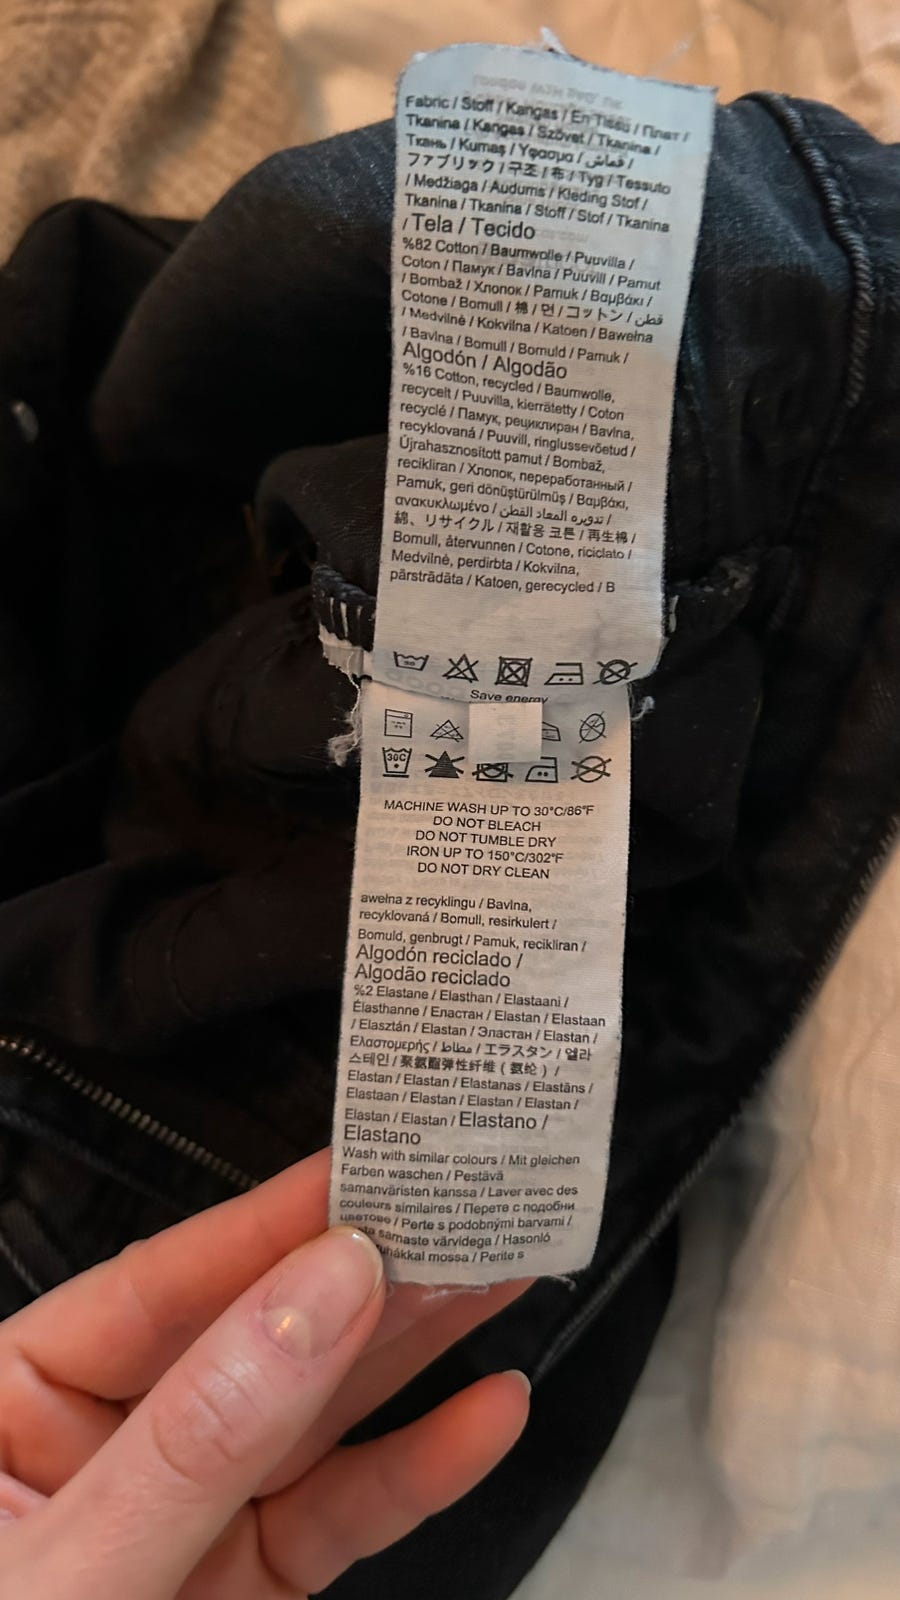 Fabric / Stoff / Kangas / En Tissu / Плат /
Tkanina / Kangas / Szövet / Tkanina /
Ткань / Kumaş / Υφασμα / قماش /
ファブリック / 구조 / 布 / Tyg / Tessuto
/ Medžiaga / Audums / Kleding Stof /
Tkanina / Tkanina / Stoff / Stof / Tkanina
/ Tela / Tecido
%82 Cotton / Baumwolle / Puuvilla /
Coton / Памук / Bavlna / Puuvill / Pamut
/ Bombaž / Хлопок / Pamuk / Βαμβάκι /
Cotone / Bomull / 棉 / 면 / コットン / قطن /
/ Medvilnė / Kokvilna / Katoen / Bawełna
/ Bavlna / Bomull / Bomuld / Pamuk /
Algodón / Algodão
%16 Cotton, recycled / Baumwolle,
recycelt / Puuvilla, kierrätetty / Coton
recyclé / Памук, рециклиран / Bavlna,
recyklovaná / Puuvill, ringlussevõetud /
Újrahasznosított pamut / Bombaž,
recikliran / Хлопок, переработанный /
Pamuk, geri dönüştürülmüş / Βαμβάκι,
ανακυκλωμένο / تدويره المعاد القطن /
綿、リサイクル / 재활용 코튼 / 再生棉 /
Bomull, återvunnen / Cotone, riciclato /
Medvilnė, perdirbta / Kokvilna,
pārstrādāta / Katoen, gerecycled / B
30
Save energy
30C
MACHINE WASH UP TO 30°C/86°F
DO NOT BLEACH
DO NOT TUMBLE DRY
IRON UP TO 150°C/302°F
DO NOT DRY CLEAN
awełna z recyklingu / Bavlna,
recyklovaná / Bomull, resirkulert /
Bomuld, genbrugt / Pamuk, recikliran /
Algodón reciclado /
Algodão reciclado
%2 Elastane / Elasthan / Elastaani /
Élasthanne / Еластан / Elastan / Elastaan
/ Elasztán / Elastan / Эластан / Elastan /
Ελαστομερής / مطاط / エラスタン / 엘라
스테인 / 聚氨酯弹性纤维 ( 氨纶 ) /
Elastan / Elastan / Elastanas / Elastāns /
Elastaan / Elastan / Elastan / Elastan /
Elastan / Elastan / Elastano /
Elastano
Wash with similar colours / Mit gleichen
Farben waschen / Pestävä
samanväristen kanssa / Laver avec des
couleurs similaires / Перете с подобни
цветове / Perte s podobnými barvami /
samaste värvidega / Hasonló
mossa / Perite s